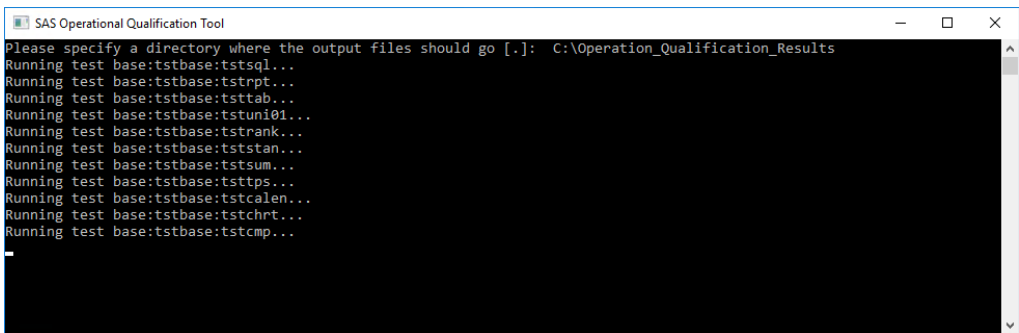 SAS Operational Qualification Tool
Please specify a directory where the output files should go [.]:  C:\Operation_Qualification_Results
Running test base:tstbase:tstsql...
Running test base:tstbase:tstrpt...
Running test base:tstbase:tsttab...
Running test base:tstbase:tstuni01...
Running test base:tstbase:tstrank...
Running test base:tstbase:tststan...
Running test base:tstbase:tstsum...
Running test base:tstbase:tsttps...
Running test base:tstbase:tstcalen...
Running test base:tstbase:tstchrt...
Running test base:tstbase:tstcmp...